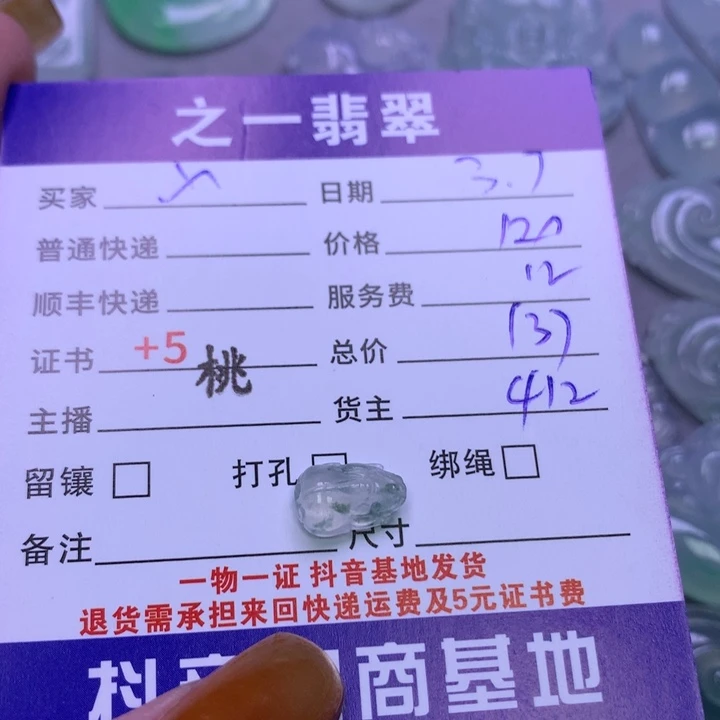 之一翡翠
买家 日期 3.7
普通快递 价格 120
顺丰快递 服务费 12
证书 +5 桃 总价 137
主播 货主 412
留镶 打孔 绑绳
备注 尺寸
一物一证 抖音基地发货
退货需承担来回快递运费及5元证书费
抖音 商基地